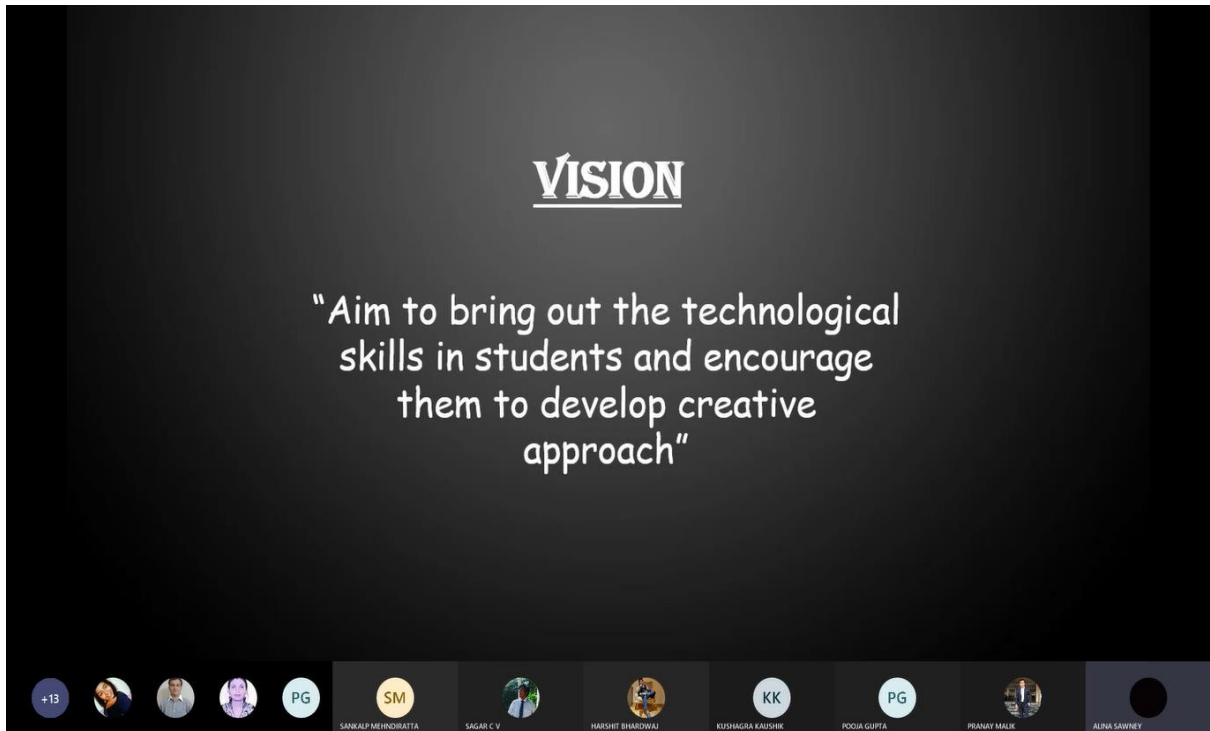 VISION
“Aim to bring out the technological
skills in students and encourage
them to develop creative
approach”
+13
PG
SM
KK
PG
SANKALP MEHNDIRATTA
SAGAR C V
HARSHIT BHARDWAJ
KUSHAGRA KAUSHIK
POOJA GUPTA
PRANAY MALIK
ALINA SAWNEY